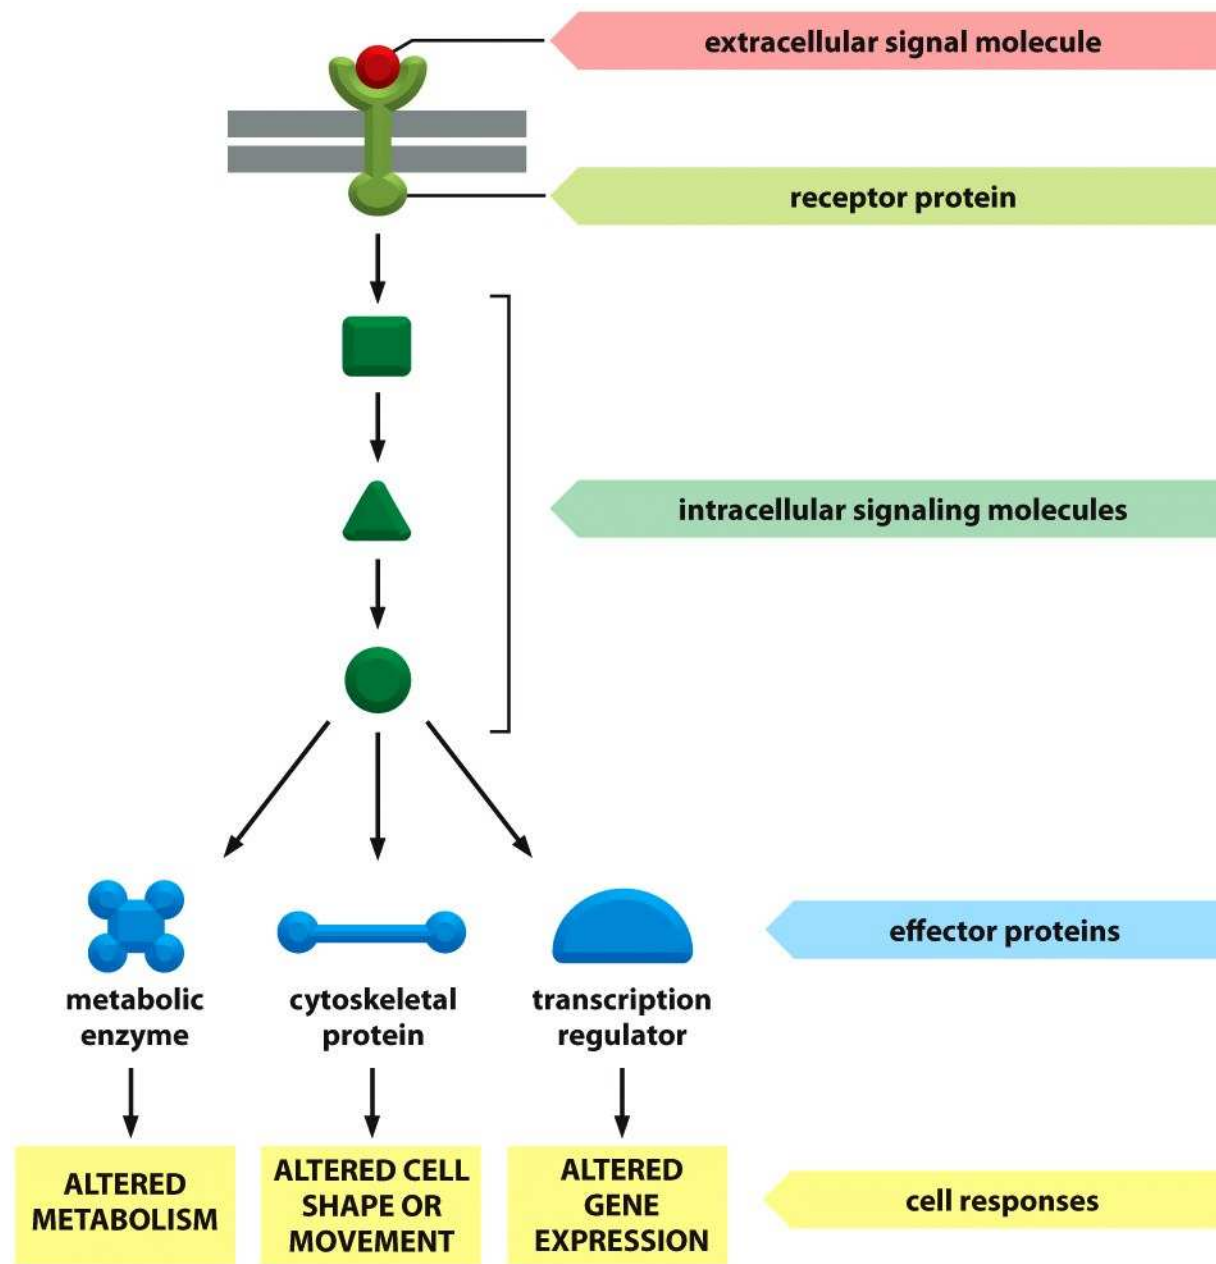 extracellular signal molecule
receptor protein
intracellular signaling molecules
effector proteins
metabolic
enzyme
cytoskeletal
protein
transcription
regulator
ALTERED
METABOLISM
ALTERED CELL
SHAPE OR
MOVEMENT
ALTERED
GENE
EXPRESSION
cell responses